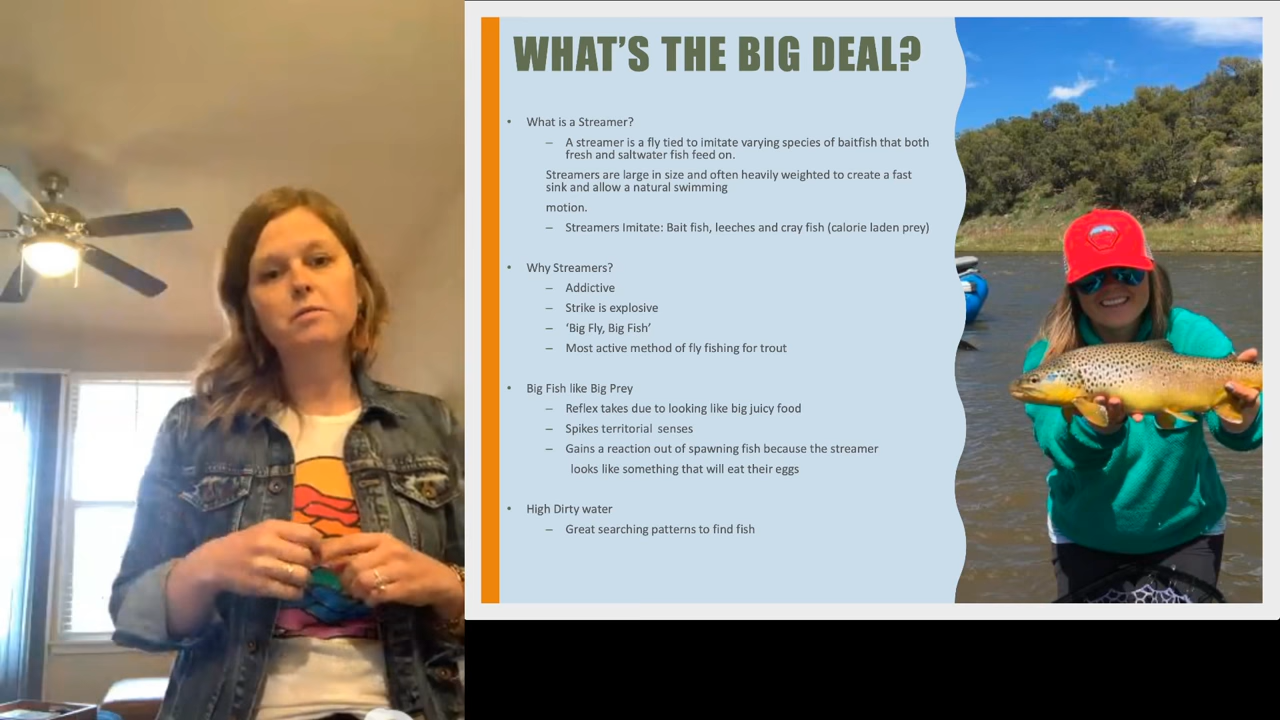 WHAT'S THE BIG DEAL?
• What is a Streamer?
– A streamer is a fly tied to imitate varying species of baitfish that both
fresh and saltwater fish feed on.
Streamers are large in size and often heavily weighted to create a fast
sink and allow a natural swimming
motion.
– Streamers Imitate: Bait fish, leeches and cray fish (calorie laden prey)
• Why Streamers?
– Addictive
– Strike is explosive
– ‘Big Fly, Big Fish’
– Most active method of fly fishing for trout
• Big Fish like Big Prey
– Reflex takes due to looking like big juicy food
– Spikes territorial senses
– Gains a reaction out of spawning fish because the streamer
looks like something that will eat their eggs
• High Dirty water
– Great searching patterns to find fish